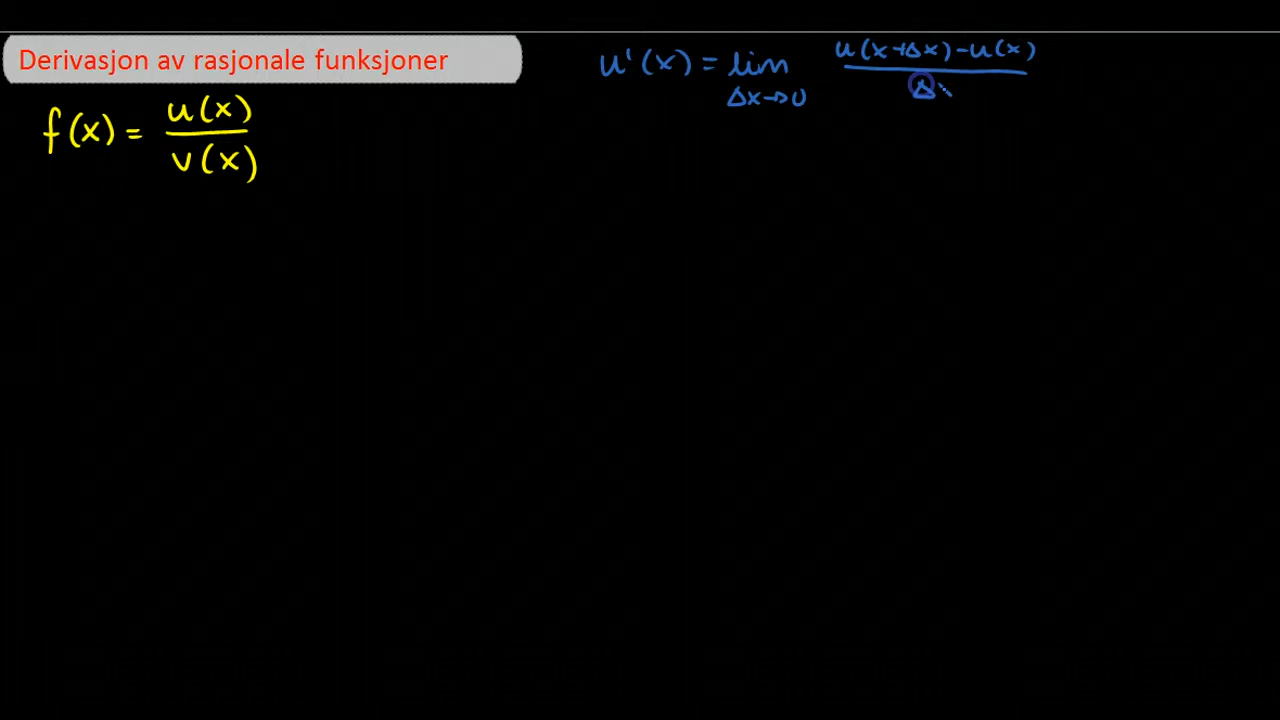 Derivasjon av rasjonale funksjoner
f(x) = u(x)/v(x)
u'(x) = lim Δx→0 (u(x+Δx)-u(x))/Δ